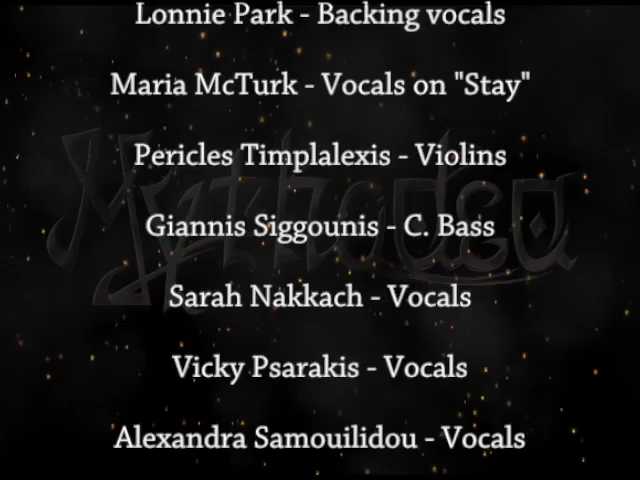 Lonnie Park - Backing vocals
Maria McTurk - Vocals on "Stay"
Pericles Timplalexis - Violins
Mythodea
Giannis Siggounis - C. Bass
Sarah Nakkach - Vocals
Vicky Psarakis - Vocals
Alexandra Samouilidou - Vocals